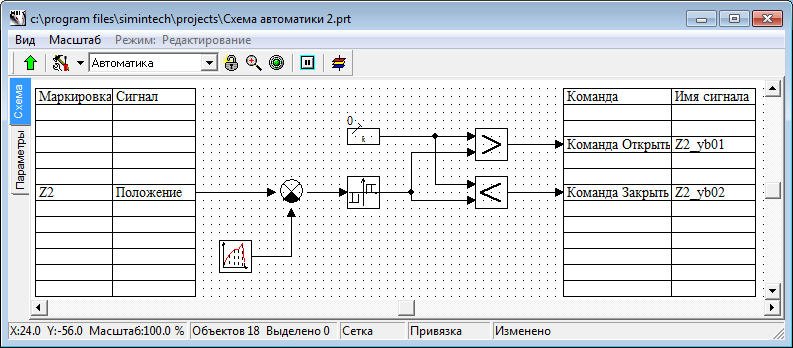 c:\program files\simintech\projects\Схема автоматики 2.prt
Вид Масштаб Режим: Редактирование
Автоматика
Схема
Параметры
Маркировка Сигнал
Команда Имя сигнала
0
k
Команда Открыть Z2_yb01
Z2 Положение
Команда Закрыть Z2_yb02
X:24.0 Y:-56.0 Масштаб:100.0 % Объектов 18 Выделено 0 Сетка Привязка Изменено